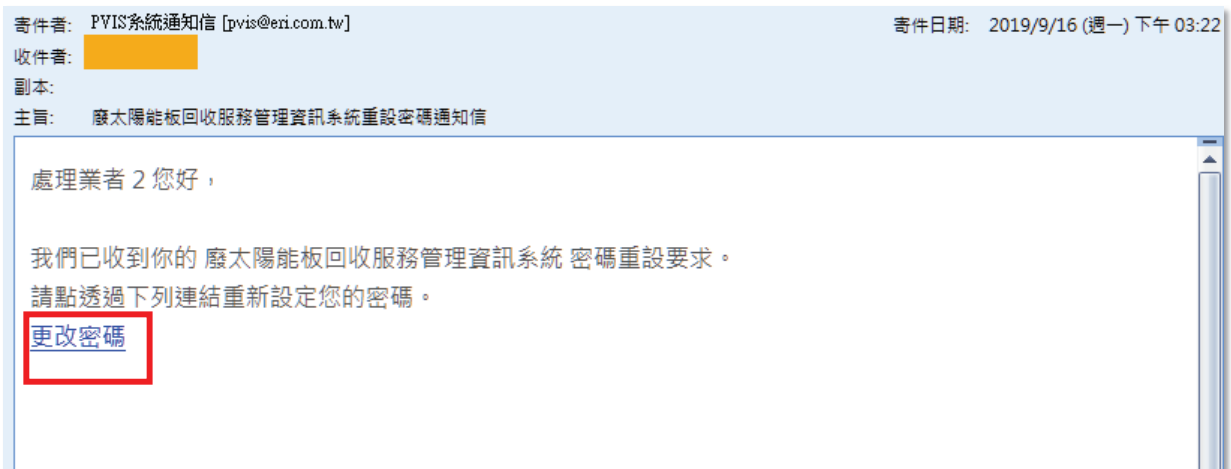 寄件者: PVIS系統通知信 [pvis@eri.com.tw] 寄件日期: 2019/9/16 (週一) 下午 03:22
收件者:
副本:
主旨: 廢太陽能板回收服務管理資訊系統重設密碼通知信
處理業者 2 您好，
我們已收到你的 廢太陽能板回收服務管理資訊系統 密碼重設要求。
請點透過下列連結重新設定您的密碼。
更改密碼